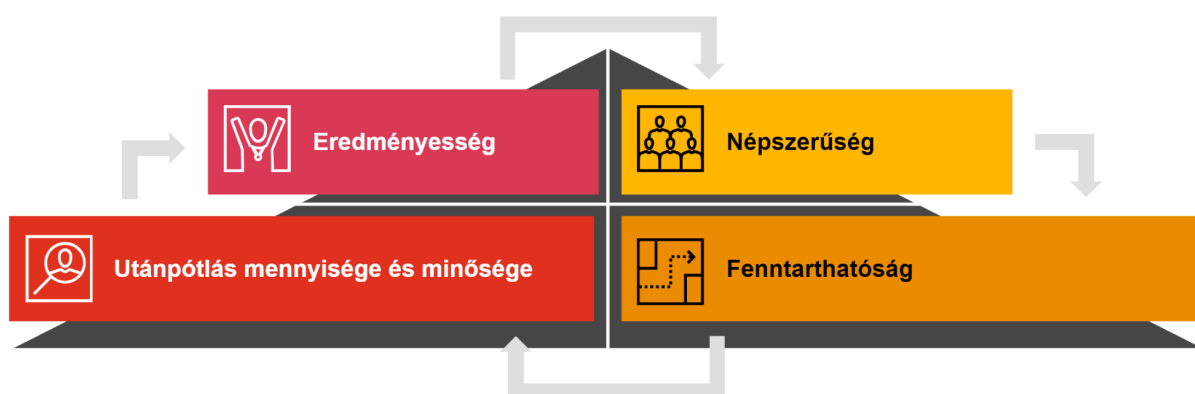 Eredményesség
Népszerűség
Utánpótlás mennyisége és minősége
Fenntarthatóság